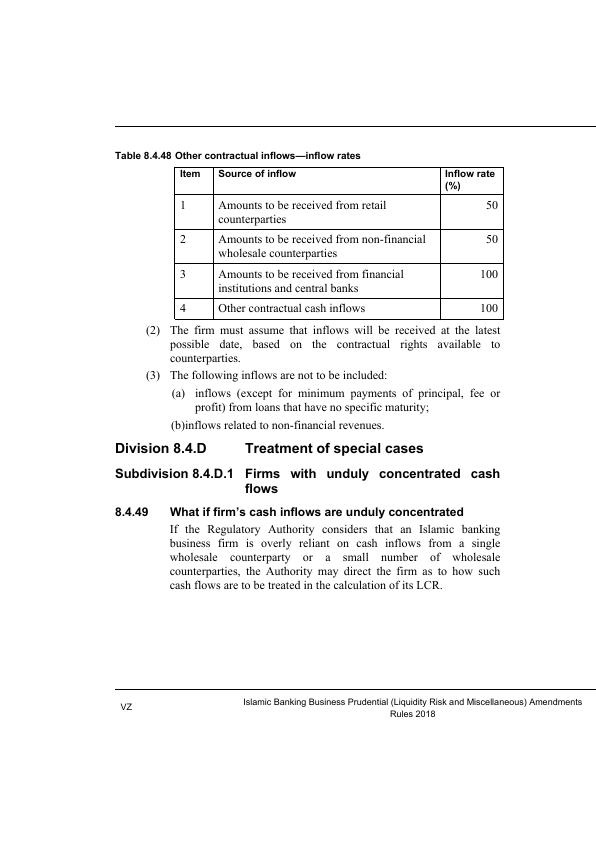 Table 8.4.48 Other contractual inflows—inflow rates
Item Source of inflow Inflow rate
(%)
1 Amounts to be received from retail 50
counterparties
2 Amounts to be received from non-financial 50
wholesale counterparties
3 Amounts to be received from financial 100
institutions and central banks
4 Other contractual cash inflows 100
(2) The firm must assume that inflows will be received at the latest
possible date, based on the contractual rights available to
counterparties.
(3) The following inflows are not to be included:
(a) inflows (except for minimum payments of principal, fee or
profit) from loans that have no specific maturity;
(b)inflows related to non-financial revenues.
Division 8.4.D Treatment of special cases
Subdivision 8.4.D.1 Firms with unduly concentrated cash
flows
8.4.49 What if firm's cash inflows are unduly concentrated
If the Regulatory Authority considers that an Islamic banking
business firm is overly reliant on cash inflows from a single
wholesale counterparty or a small number of wholesale
counterparties, the Authority may direct the firm as to how such
cash flows are to be treated in the calculation of its LCR.
VZ Islamic Banking Business Prudential (Liquidity Risk and Miscellaneous) Amendments
Rules 2018